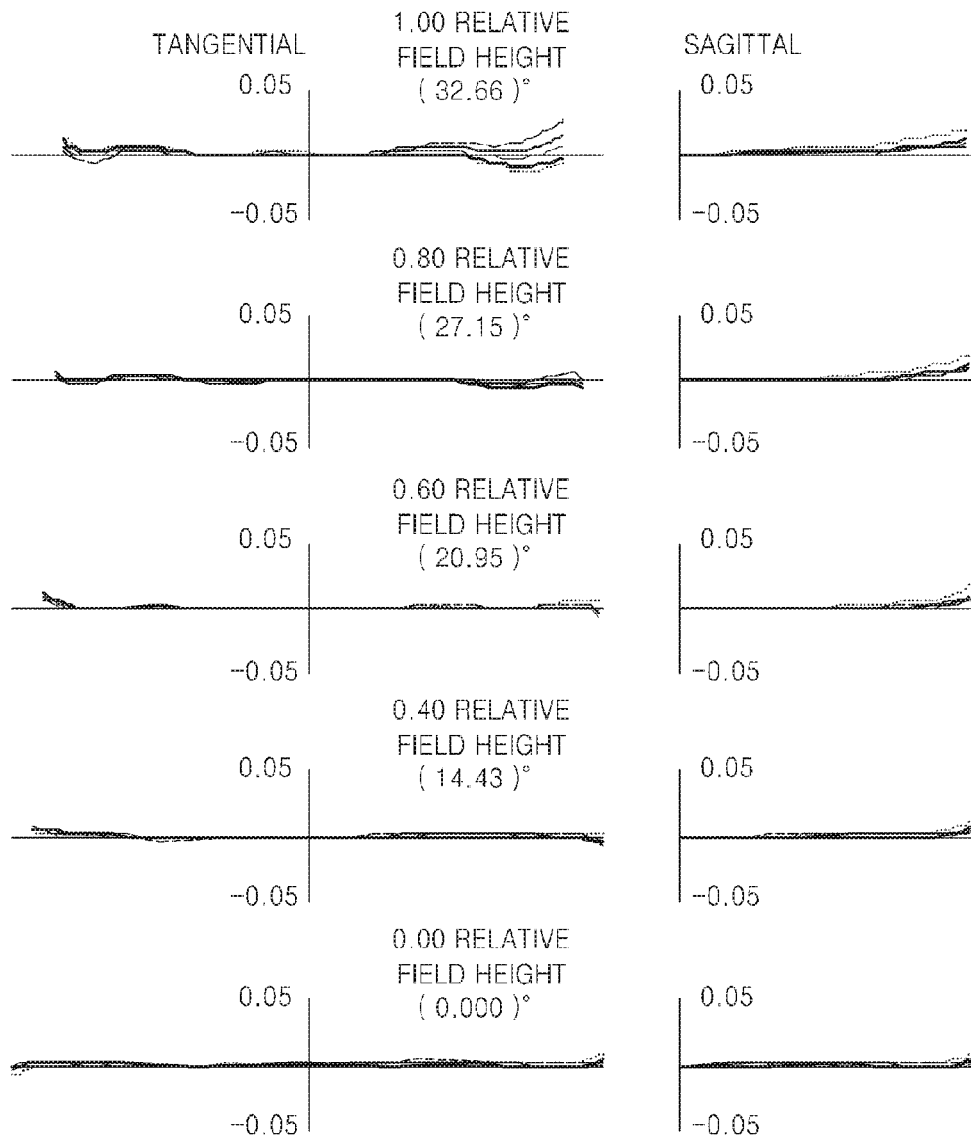 TANGENTIAL
1.00 RELATIVE
FIELD HEIGHT
( 32.66 )°
SAGITTAL
0.05
0.05
-0.05
-0.05
0.80 RELATIVE
FIELD HEIGHT
( 27.15 )°
0.05
0.05
-0.05
-0.05
0.60 RELATIVE
FIELD HEIGHT
( 20.95 )°
0.05
0.05
-0.05
-0.05
0.40 RELATIVE
FIELD HEIGHT
( 14.43 )°
0.05
0.05
-0.05
-0.05
0.00 RELATIVE
FIELD HEIGHT
( 0.000 )°
0.05
0.05
-0.05
-0.05